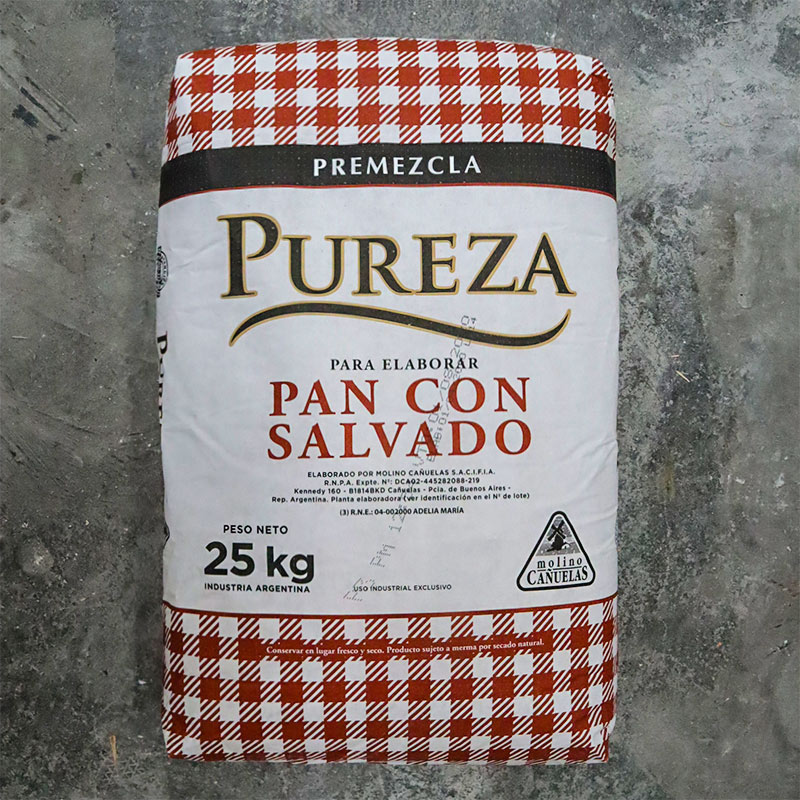 PREMEZCLA
PUREZA
PARA ELABORAR
PAN CON
SALVADO
ELABORADO POR MOLINO CAÑUELAS S.A.C.I.F.I.A.
R.N.P.A. Expte. Nº: DCA02-445282088-219
Kennedy 160 - B1814BKD Cañuelas - Pcia. de Buenos Aires -
Rep. Argentina. Planta elaboradora (ver identificación en el Nº de lote)
(3) R.N.E.: 04-002000 ADELIA MARÍA
PESO NETO
25 kg
INDUSTRIA ARGENTINA
USO INDUSTRIAL EXCLUSIVO
molino
CAÑUELAS
Conservar en lugar fresco y seco. Producto sujeto a merma por secado natural.